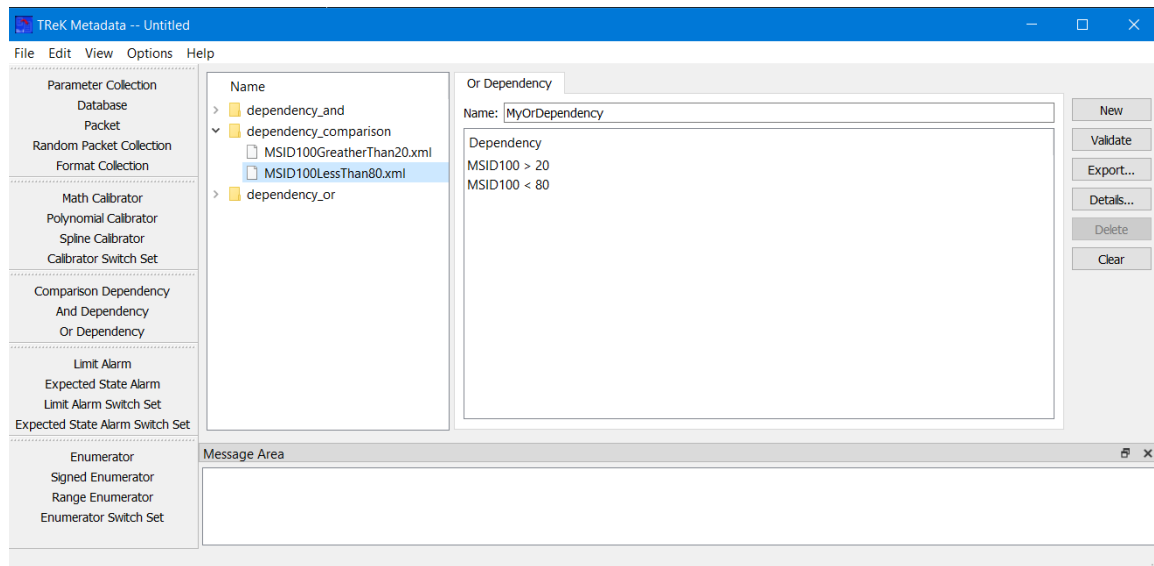 TReK Metadata -- Untitled
File Edit View Options Help
Parameter Collection
Database
Packet
Random Packet Collection
Format Collection
Math Calibrator
Polynomial Calibrator
Spline Calibrator
Calibrator Switch Set
Comparison Dependency
And Dependency
Or Dependency
Limit Alarm
Expected State Alarm
Limit Alarm Switch Set
Expected State Alarm Switch Set
Enumerator
Signed Enumerator
Range Enumerator
Enumerator Switch Set
Name
dependency_and
dependency_comparison
MSID100GreatherThan20.xml
MSID100LessThan80.xml
dependency_or
Or Dependency
Name: MyOrDependency
Dependency
MSID100 > 20
MSID100 < 80
New
Validate
Export...
Details...
Delete
Clear
Message Area